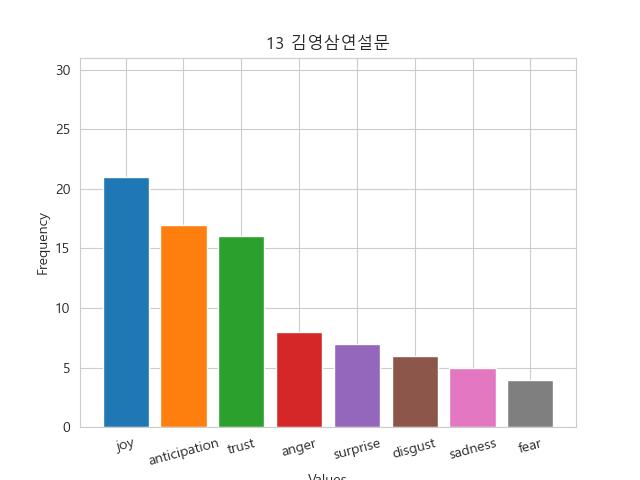 13 김영삼연설문
Frequency
30
25
20
15
10
5
0
joy anticipation trust anger surprise disgust sadness fear
Values